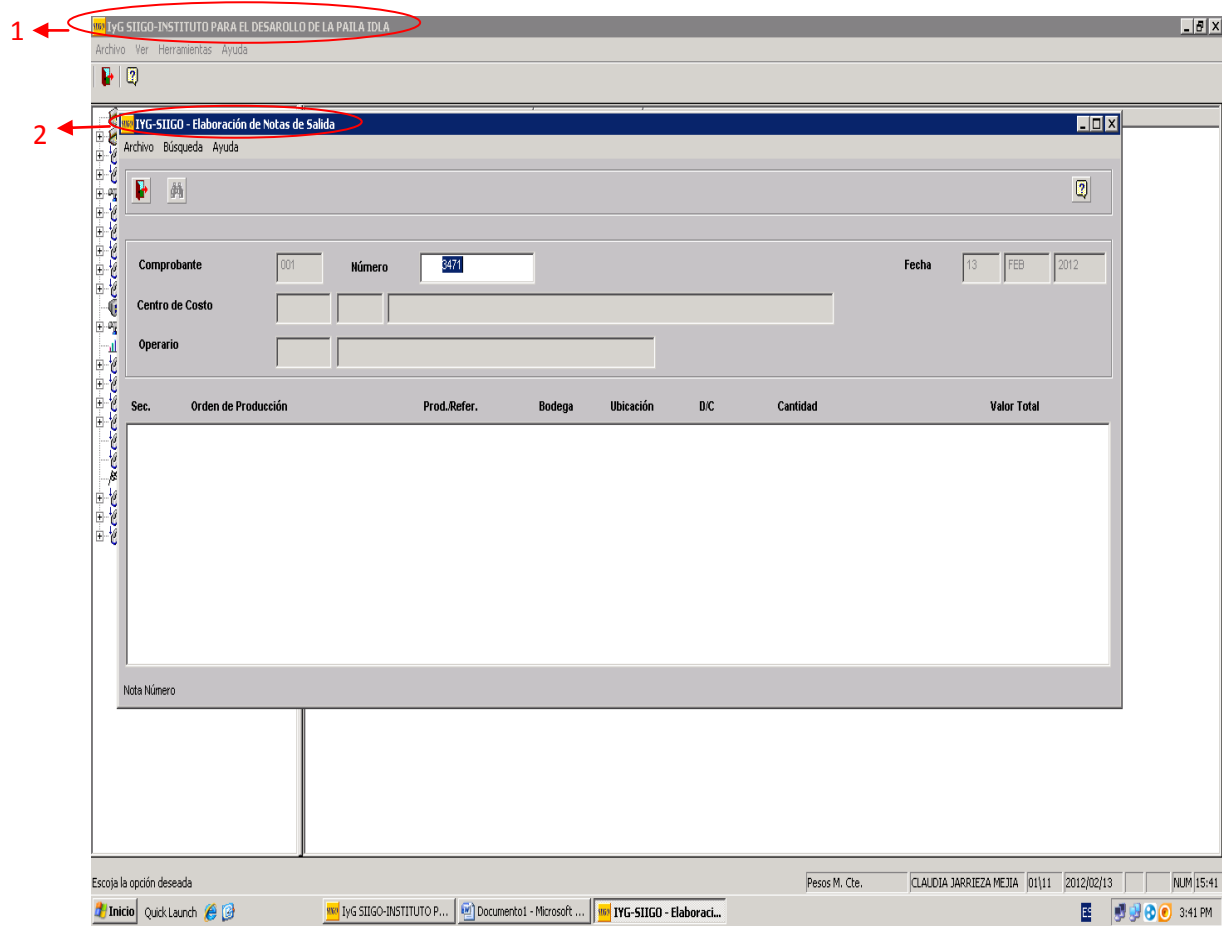 1
IyG SIIGO-INSTITUTO PARA EL DESAROLLO DE LA PAILA IDLA
Archivo Ver Herramientas Ayuda
2
IYG-SIIGO - Elaboración de Notas de Salida
Archivo Búsqueda Ayuda
Comprobante 001 Número 3471 Fecha 13 FEB 2012
Centro de Costo
Operario
Sec. Orden de Producción Prod./Refer. Bodega Ubicación D/C Cantidad Valor Total
Nota Número
Escoja la opción deseada Pesos M. Cte. CLAUDIA JARRIEZA MEJIA 01\11 2012/02/13 NUM 15:41
Inicio Quick Launch IyG SIIGO-INSTITUTO P... Documento1 - Microsoft ... IYG-SIIGO - Elaboraci... ES 3:41 PM